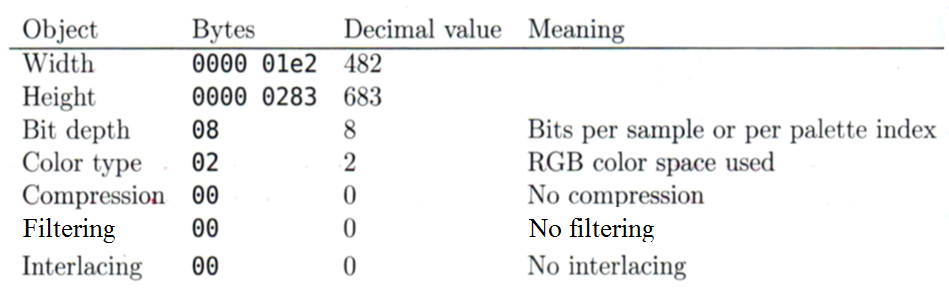 Object Bytes Decimal value Meaning
Width 0000 01e2 482
Height 0000 0283 683
Bit depth 08 8 Bits per sample or per palette index
Color type 02 2 RGB color space used
Compression 00 0 No compression
Filtering 00 0 No filtering
Interlacing 00 0 No interlacing